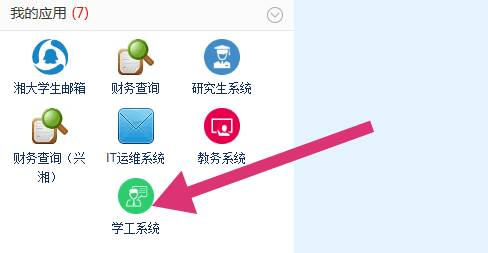 我的应用 (7)
湘大学生邮箱
财务查询
研究生系统
财务查询（兴
湘）
IT运维系统
教务系统
学工系统